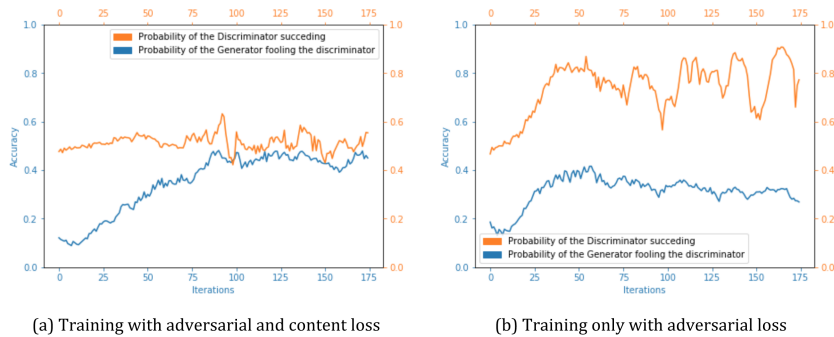 0 25 50 75 100 125 150 175
1.0 1.0
Probability of the Discriminator succeding
Probability of the Generator fooling the discriminator
0.8 0.8
0.6 0.6
Accuracy
0.4 0.4
0.2 0.2
0.0 0.0
0 25 50 75 100 125 150 175
Iterations
(a) Training with adversarial and content loss
0 25 50 75 100 125 150 175
1.0 1.0
0.8 0.8
0.6 0.6
Accuracy
0.4 0.4
0.2 0.2
Probability of the Discriminator succeding
Probability of the Generator fooling the discriminator
0.0 0.0
0 25 50 75 100 125 150 175
Iterations
(b) Training only with adversarial loss